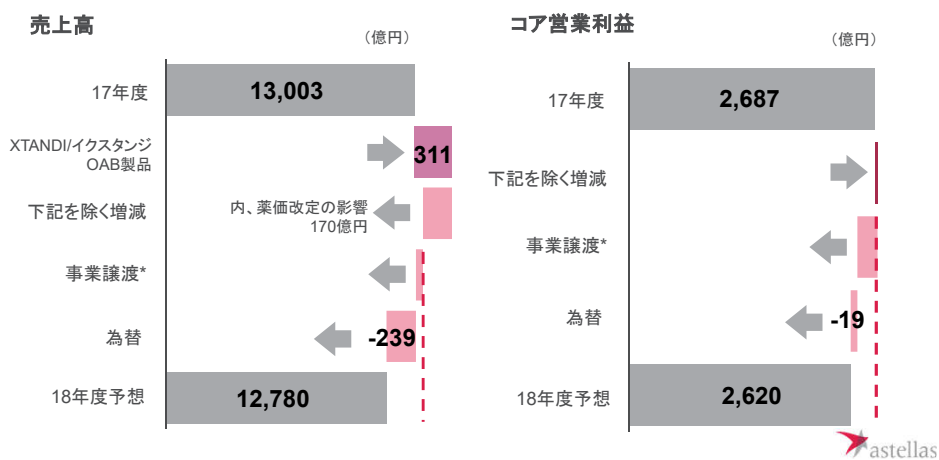 売上高
（億円）
17年度
13,003
XTANDI/イクスタンジ
OAB製品
311
下記を除く増減
内、薬価改定の影響
170億円
事業譲渡*
為替
-239
18年度予想
12,780
コア営業利益
（億円）
17年度
2,687
下記を除く増減
事業譲渡*
為替
-19
18年度予想
2,620
astellas